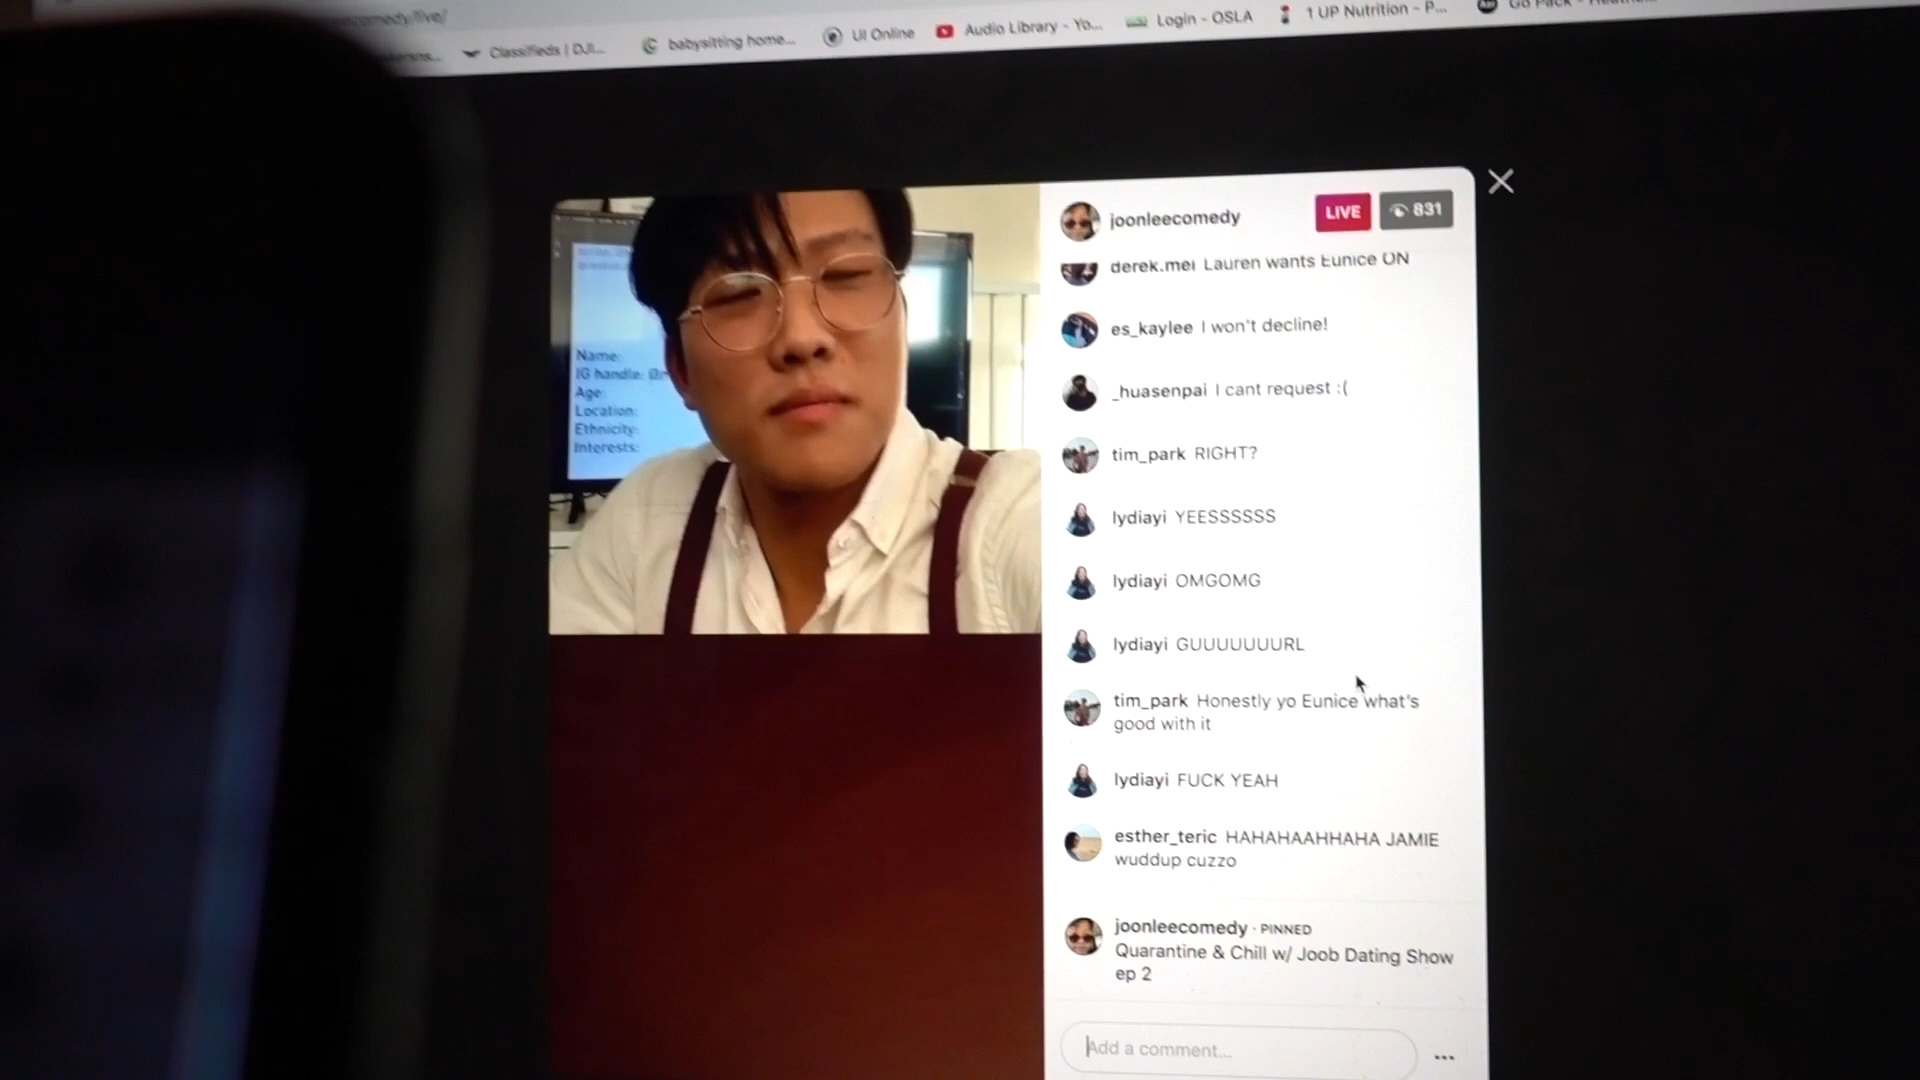 comedy/live/
Classifieds | DJI...
babysitting home...
UI Online
Audio Library - Yo...
Login - OSLA
1 UP Nutrition - P...
joonleecomedy
LIVE
831
derek.mei Lauren wants Eunice ON
es_kaylee I won't decline!
_huasenpai I cant request :(
tim_park RIGHT?
lydiayi YEESSSSSS
lydiayi OMGOMG
lydiayi GUUUUUUURL
tim_park Honestly yo Eunice what's
good with it
lydiayi FUCK YEAH
esther_teric HAHAHAAHHAHA JAMIE
wuddup cuzzo
joonleecomedy · PINNED
Quarantine & Chill w/ Joob Dating Show
ep 2
Add a comment...
Name:
IG handle:
Age:
Location:
Ethnicity:
Interests: